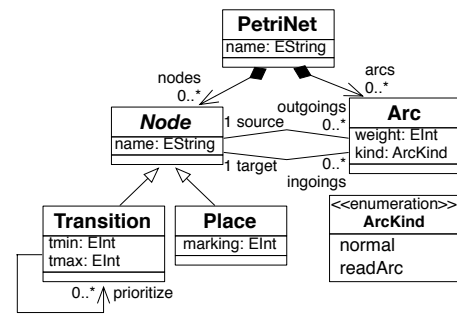 PetriNet
name: EString
nodes
0..*
arcs
0..*
Node
name: EString
1 source
outgoings
0..*
1 target
0..*
ingoings
Arc
weight: EInt
kind: ArcKind
Transition
tmin: EInt
tmax: EInt
Place
marking: EInt
<<enumeration>>
ArcKind
normal
readArc
0..* prioritize